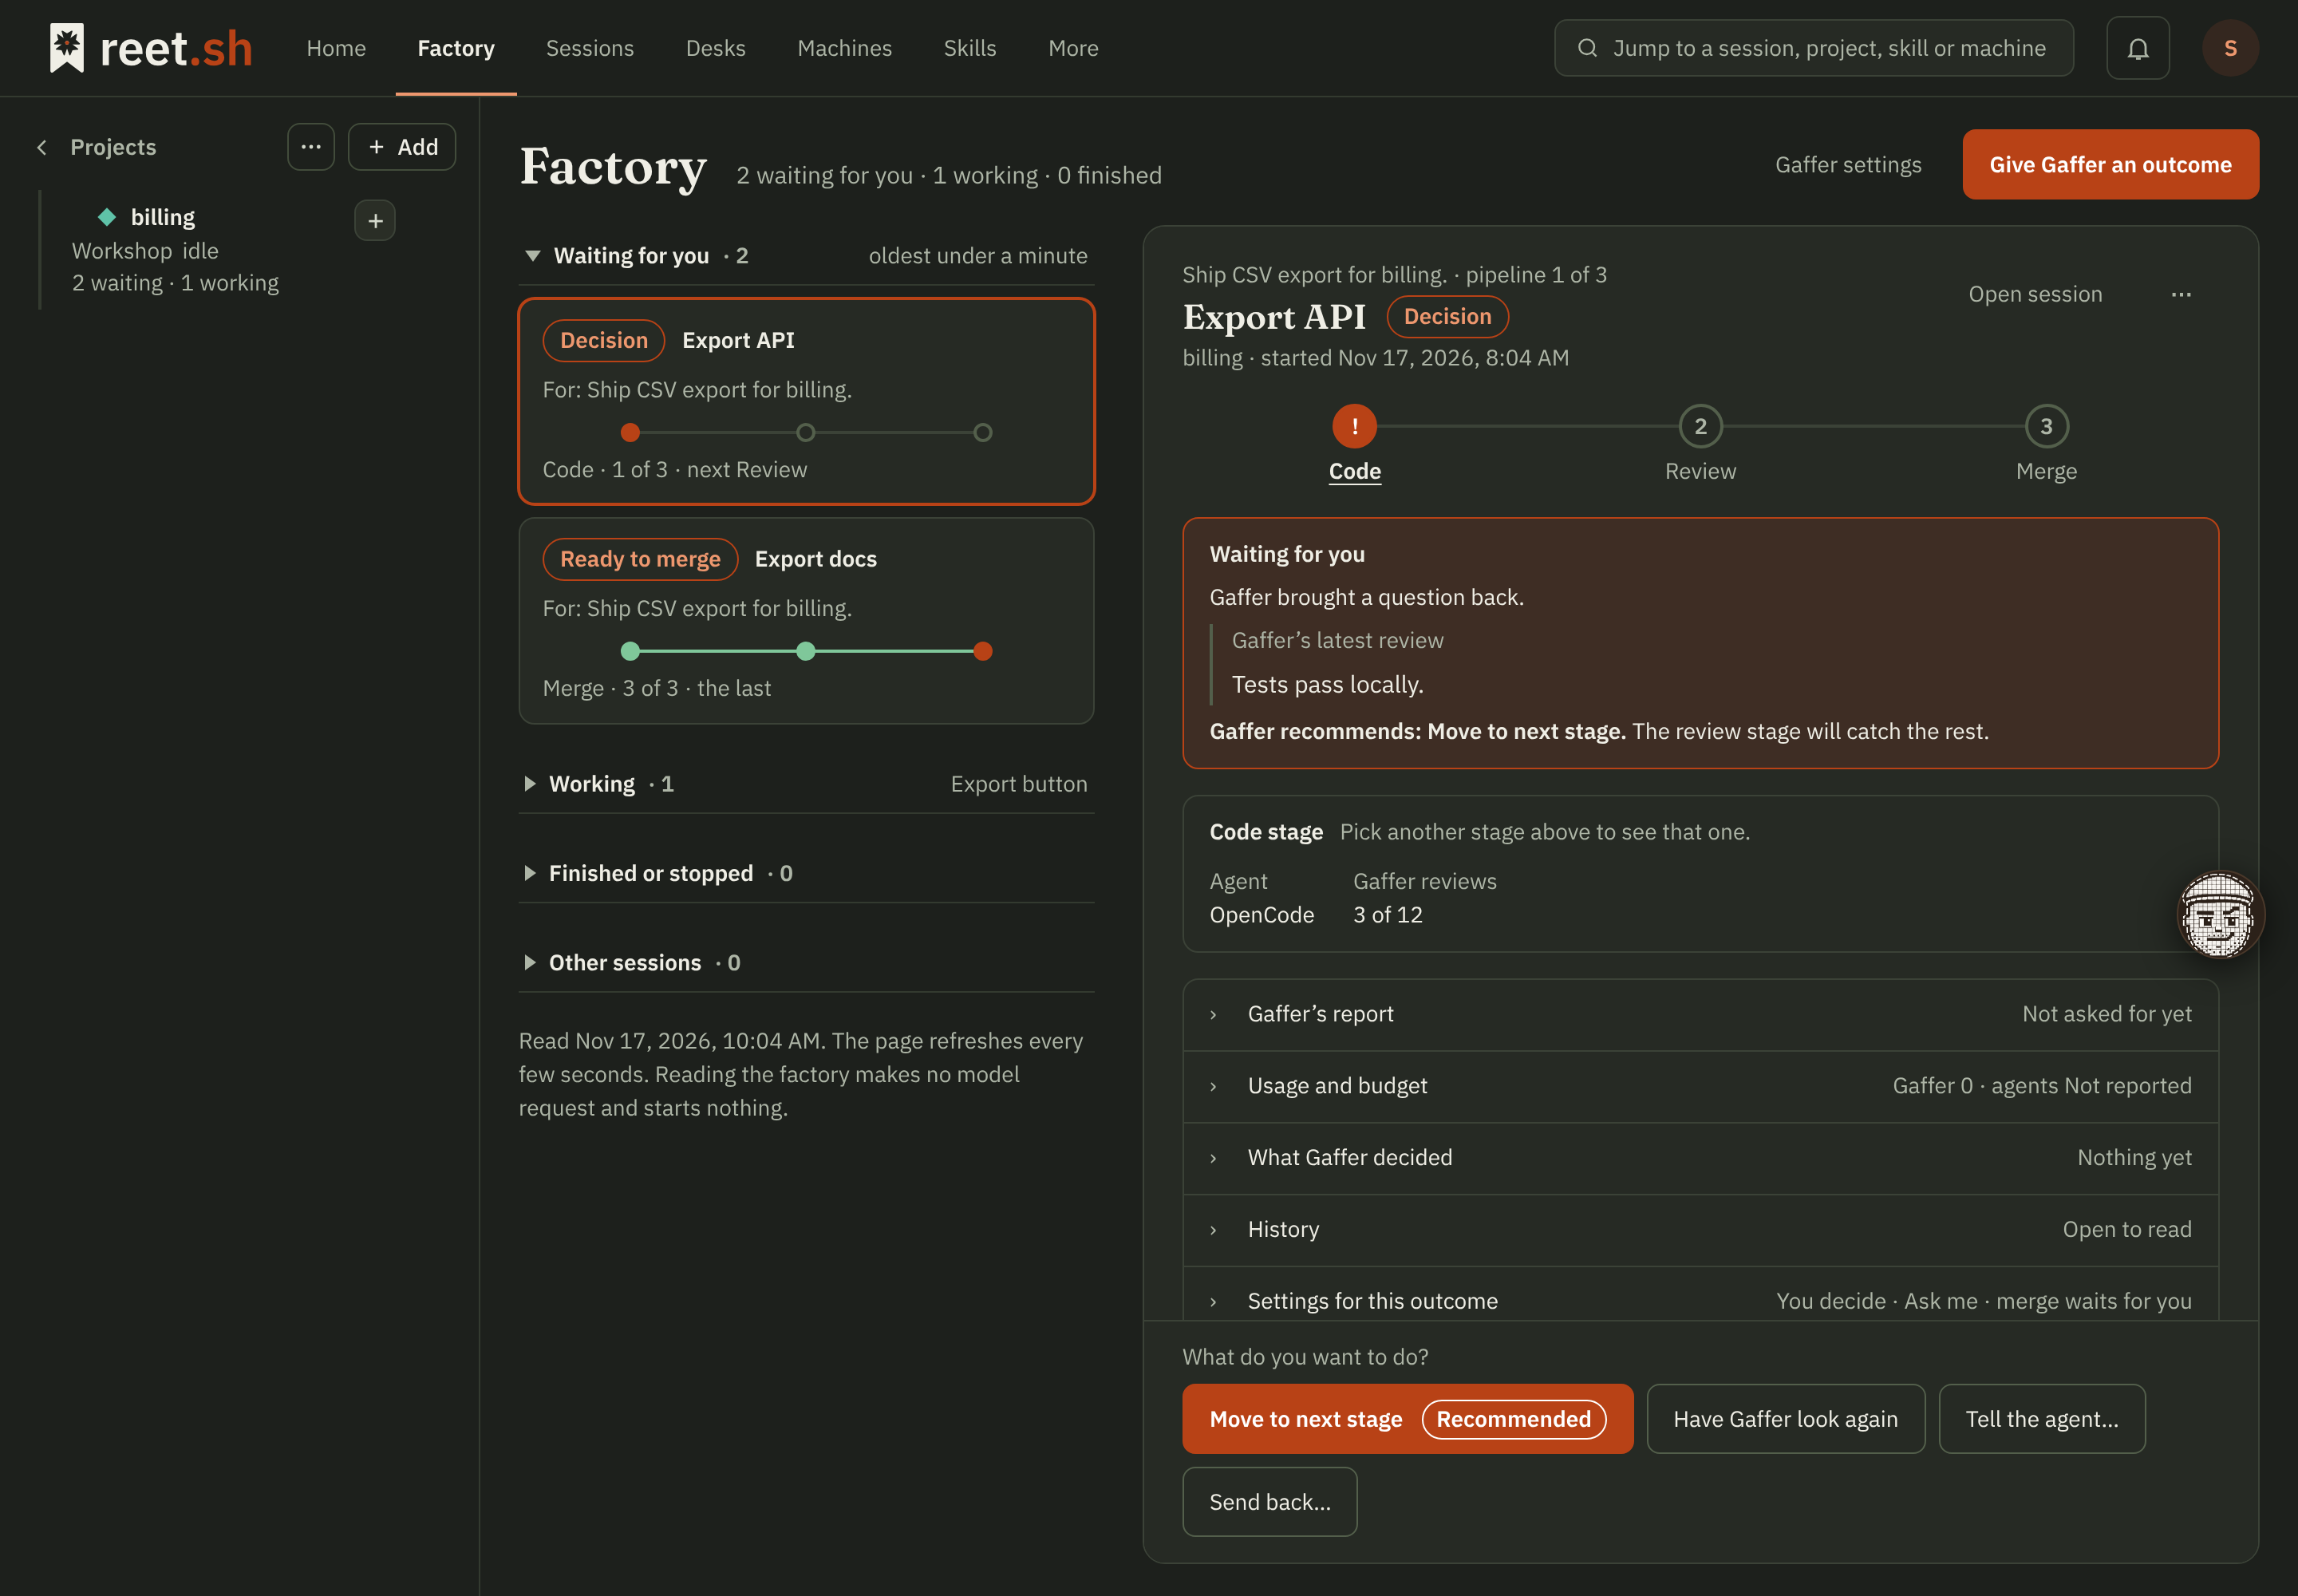 reet.sh
Home
Factory
Sessions
Desks
Machines
Skills
More
Jump to a session, project, skill or machine
S
Projects
... + Add
billing
+
Workshop idle
2 waiting · 1 working
Factory
2 waiting for you · 1 working · 0 finished
Gaffer settings
Give Gaffer an outcome
Waiting for you · 2
oldest under a minute
Decision
Export API
For: Ship CSV export for billing.
Code · 1 of 3 · next Review
Ready to merge
Export docs
For: Ship CSV export for billing.
Merge · 3 of 3 · the last
Working · 1
Export button
Finished or stopped · 0
Other sessions · 0
Read Nov 17, 2026, 10:04 AM. The page refreshes every
few seconds. Reading the factory makes no model
request and starts nothing.
Ship CSV export for billing. · pipeline 1 of 3
Export API
Decision
billing · started Nov 17, 2026, 8:04 AM
Open session
...
! 2 3
Code
Review
Merge
Waiting for you
Gaffer brought a question back.
Gaffer’s latest review
Tests pass locally.
Gaffer recommends: Move to next stage. The review stage will catch the rest.
Code stage Pick another stage above to see that one.
Agent
Gaffer reviews
OpenCode
3 of 12
Gaffer’s report
Not asked for yet
Usage and budget
Gaffer 0 · agents Not reported
What Gaffer decided
Nothing yet
History
Open to read
Settings for this outcome
You decide · Ask me · merge waits for you
What do you want to do?
Move to next stage
Recommended
Have Gaffer look again
Tell the agent...
Send back...